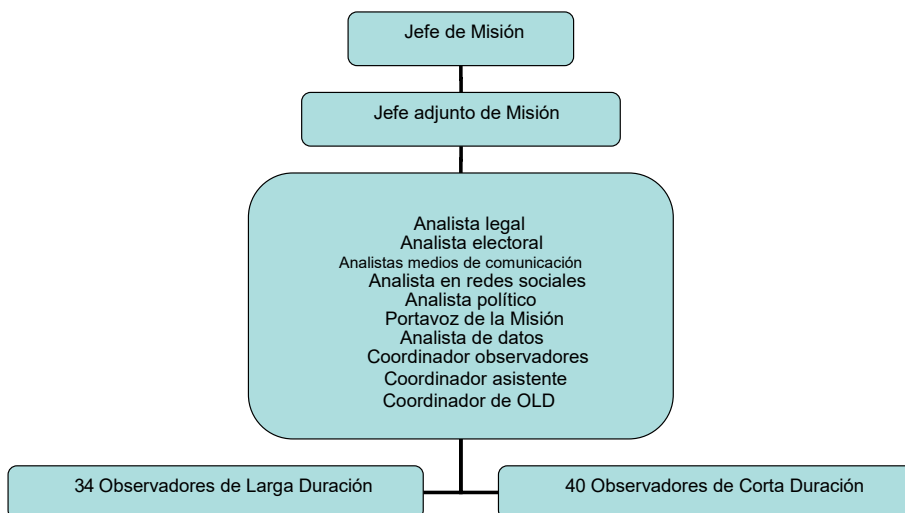 Jefe de Misión
Jefe adjunto de Misión
Analista legal
Analista electoral
Analistas medios de comunicación
Analista en redes sociales
Analista político
Portavoz de la Misión
Analista de datos
Coordinador observadores
Coordinador asistente
Coordinador de OLD
34 Observadores de Larga Duración
40 Observadores de Corta Duración